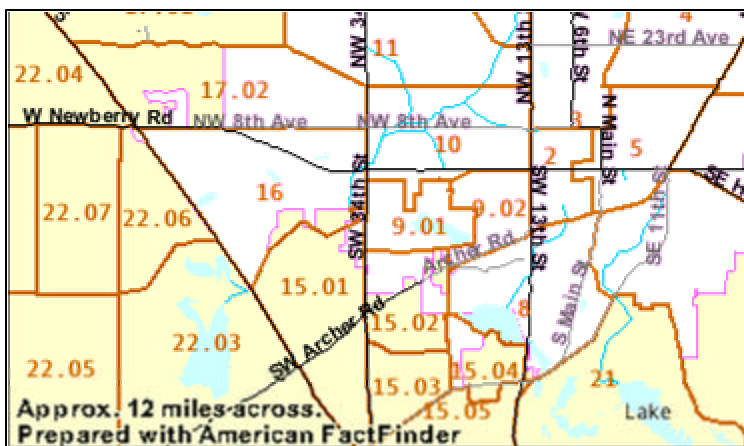 4
NE 23rd Ave
11
22.04
17.02
NW 34
NW 13th
6th St
W Newberry Rd
NW 8th Ave
NW 8th Ave
3
N Main St
10
2
5
SE H
16
SW 34th St
SW 13th St
SE 11th St
22.07
22.06
9.01
9.02
Archer Rd
15.01
15.02
8
S Main St
SW Archer Rd
22.03
22.05
15.03
15.04
21
15.05
Lake
Approx. 12 miles across.
Prepared with American FactFinder